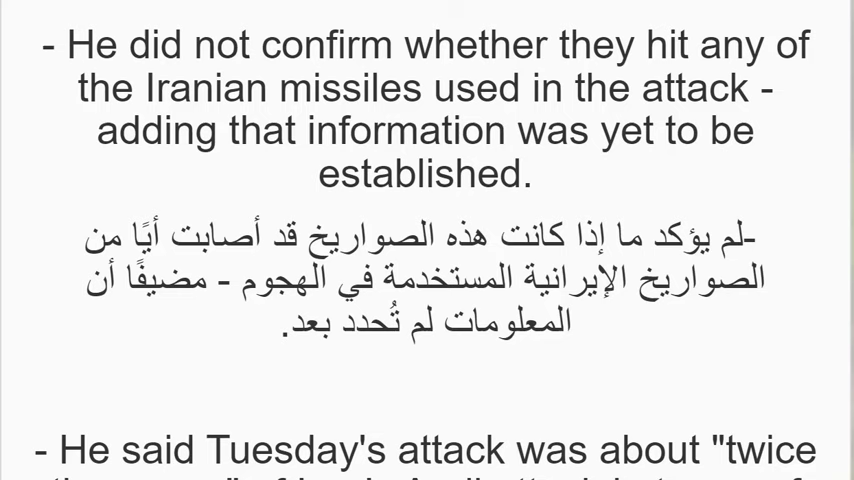 - He did not confirm whether they hit any of
the Iranian missiles used in the attack -
adding that information was yet to be
established.
-لم يؤكد ما إذا كانت هذه الصواريخ قد أصابت أيًا من
الصواريخ الإيرانية المستخدمة في الهجوم - مضيفًا أن
المعلومات لم تُحدد بعد.
- He said Tuesday's attack was about "twice